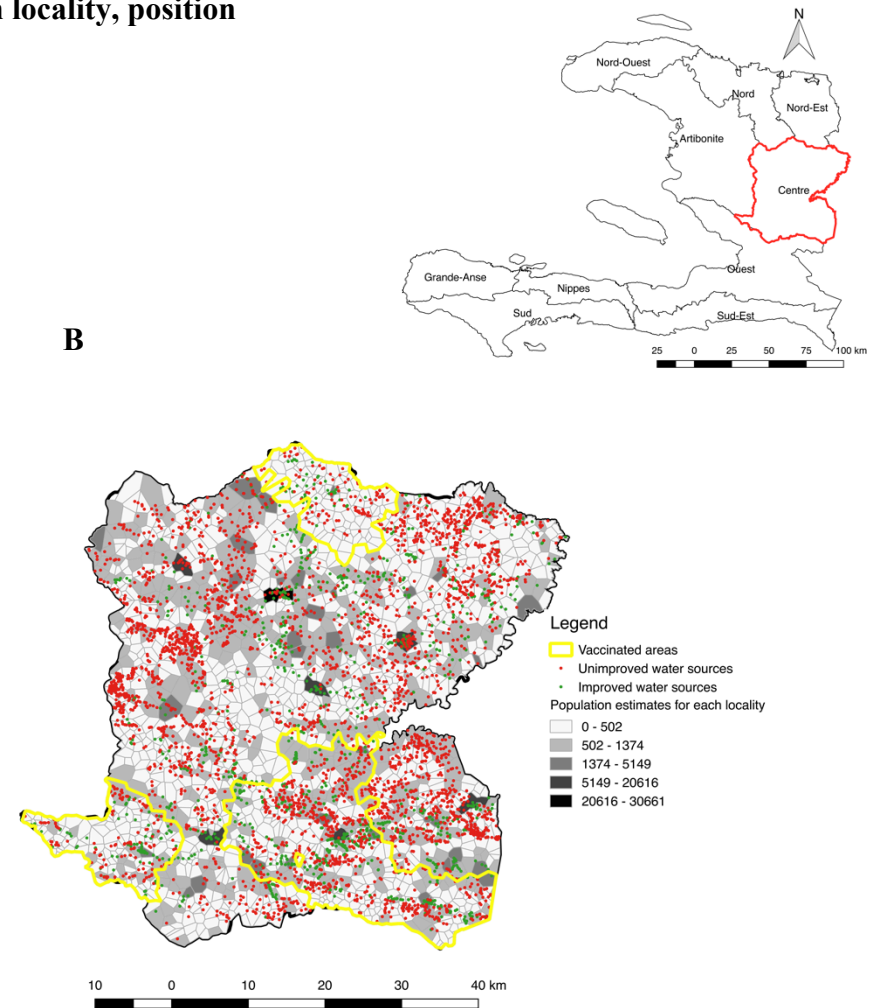 locality, position
N
Nord-Ouest
Nord
Nord-Est
Artibonite
Centre
Ouest
Grande-Anse
Nippes
Sud
Sud-Est
25 0 25 50 75 100 km
B
Legend
Vaccinated areas
Unimproved water sources
Improved water sources
Population estimates for each locality
0 - 502
502 - 1374
1374 - 5149
5149 - 20616
20616 - 30661
10 0 10 20 30 40 km